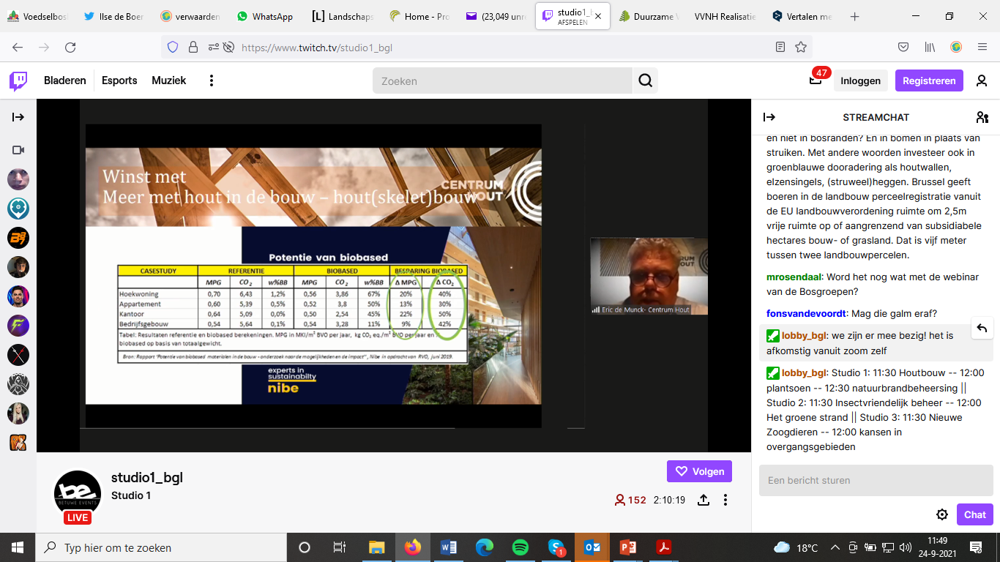 Voedselbos
Ilse de Boer
verwaarden
WhatsApp
[L] Landschaps
Home - Pro
(23,049 unre
studio1_b
AFSPELEN
Duurzame
VVNH Realisatie
Vertalen me
https://www.twitch.tv/studio1_bgl
Bladeren
Esports
Muziek
Zoeken
47
Inloggen
Registreren
STREAMCHAT
Winst met
Meer met hout in de bouw – hout(skelet)bouw
CENTRUM
HOUT
Potentie van biobased
CASESTUDY REFERENTIE BIOBASED BESPARING BIOBASED
MPG CO2 w%BB MPG CO2 w%BB Δ MPG Δ CO2
Hoekwoning 0,70 6,43 1,2% 0,56 3,86 67% 20% 40%
Appartement 0,60 5,39 0,5% 0,52 3,8 50% 13% 30%
Kantoor 0,64 5,09 0,0% 0,50 2,54 45% 22% 50%
Bedrijfsgebouw 0,54 5,64 0,1% 0,54 3,28 11% 9% 42%
Tabel: Resultaten referentie en biobased berekeningen. MPG in MKI/m² BVO per jaar, kg CO2 eq./m² BVO per jaar en
biobased op basis van totaalgewicht.
Bron: Rapport 'Potentie van biobased materialen in de bouw - onderzoek naar de mogelijkheden en de impact', Nibe in opdracht van RVO, juni 2019.
experts in
sustainabilty
nibe
Eric de Munck- Centrum Hout
en niet in bosranden? En in bomen in plaats van
struiken. Met andere woorden investeer ook in
groenblauwe dooradering als houtwallen,
elzensingels, (struweel)heggen. Brussel geeft
boeren in de landbouw perceelregistratie vanuit
de EU landbouwverordening ruimte om 2,5m
vrije ruimte op of aangrenzend van subsidiabele
hectares bouw- of grasland. Dat is vijf meter
tussen twee landbouwpercelen.
mrosendaal: Word het nog wat met de webinar
van de Bosgroepen?
fonsvandevoordt: Mag die galm eraf?
lobby_bgl: we zijn er mee bezig! het is
afkomstig vanuit zoom zelf
lobby_bgl: Studio 1: 11:30 Houtbouw -- 12:00
plantsoen -- 12:30 natuurbrandbeheersing ||
Studio 2: 11:30 Insectvriendelijk beheer -- 12:00
Het groene strand || Studio 3: 11:30 Nieuwe
Zoogdieren -- 12:00 kansen in
overgangsgebieden
Een bericht sturen
Chat
be
BETUWE EVENTS
LIVE
studio1_bgl
Studio 1
Volgen
152
2:10:19
Typ hier om te zoeken
1
18°C
11:49
24-9-2021